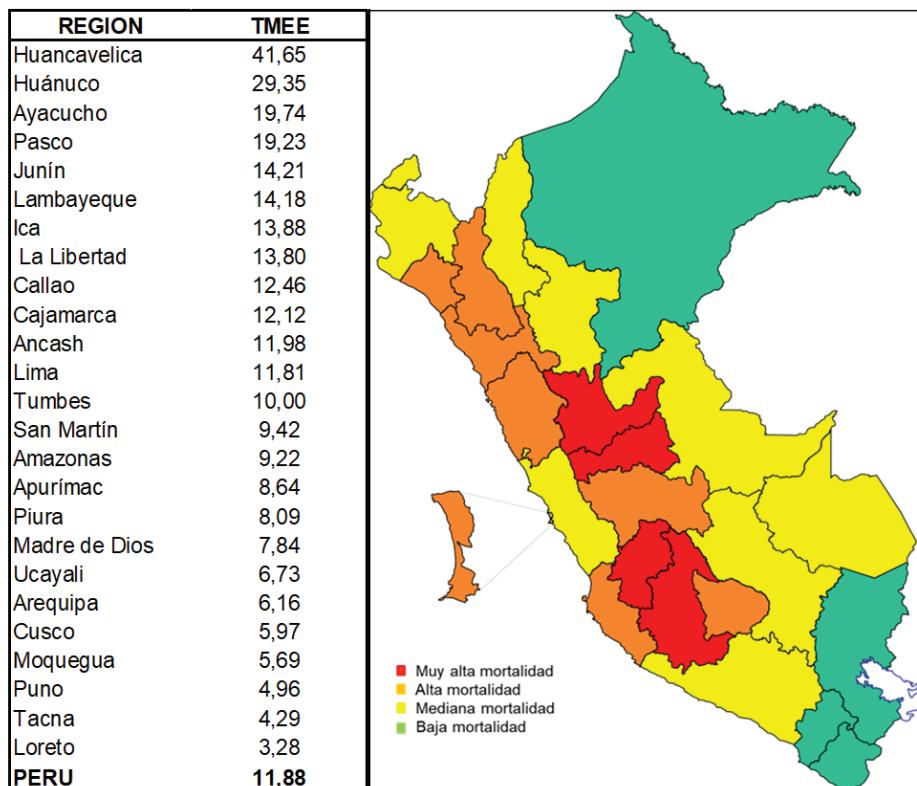 REGION TMEE
Huancavelica 41,65
Huánuco 29,35
Ayacucho 19,74
Pasco 19,23
Junín 14,21
Lambayeque 14,18
Ica 13,88
La Libertad 13,80
Callao 12,46
Cajamarca 12,12
Ancash 11,98
Lima 11,81
Tumbes 10,00
San Martín 9,42
Amazonas 9,22
Apurímac 8,64
Piura 8,09
Madre de Dios 7,84
Ucayali 6,73
Arequipa 6,16
Cusco 5,97
Moquegua 5,69
Puno 4,96
Tacna 4,29
Loreto 3,28
PERU 11,88
Muy alta mortalidad
Alta mortalidad
Mediana mortalidad
Baja mortalidad